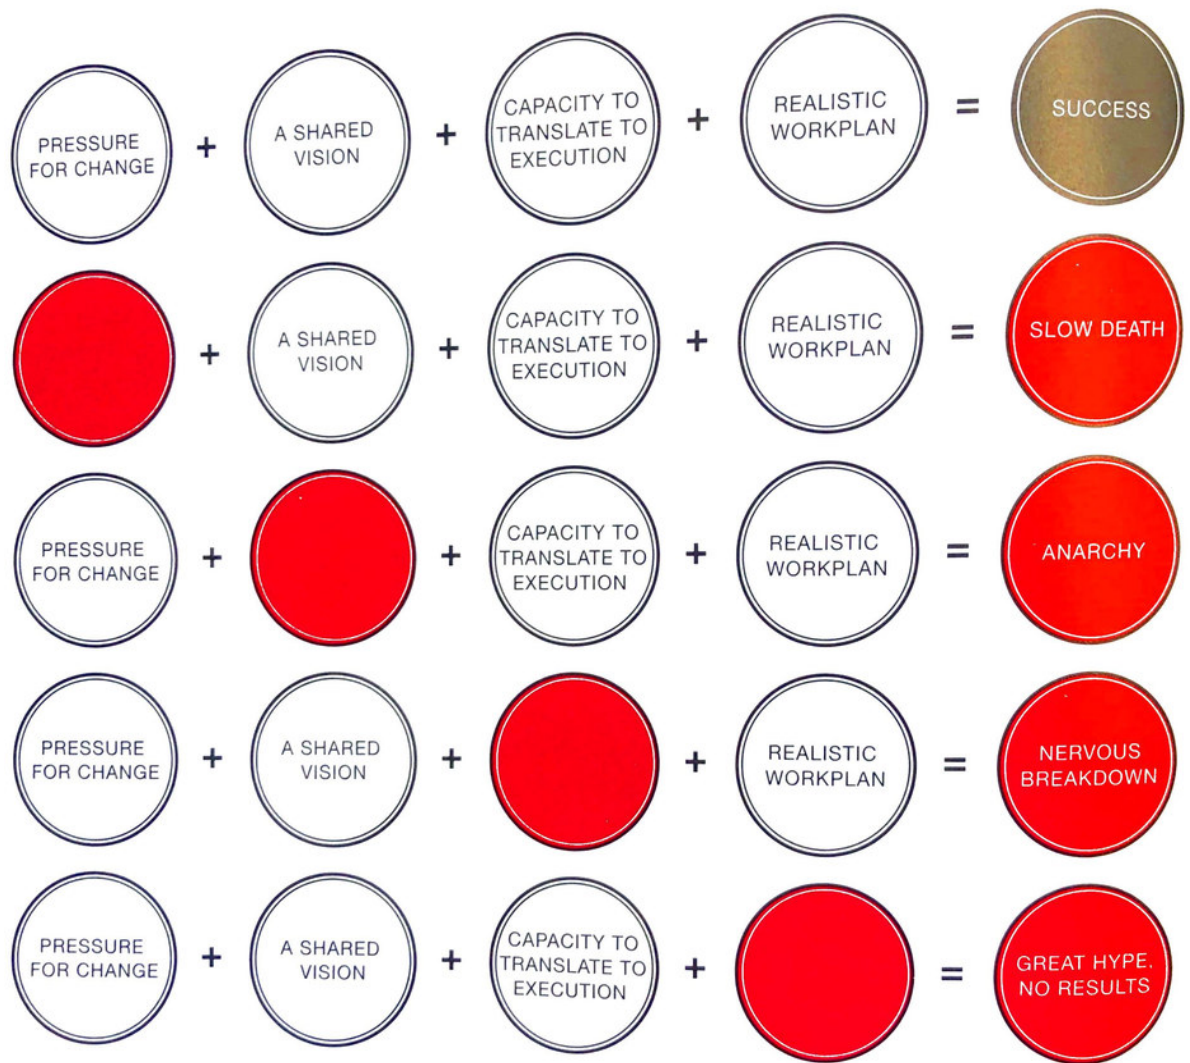 PRESSURE
FOR CHANGE
+
A SHARED
VISION
+
CAPACITY TO
TRANSLATE TO
EXECUTION
+
REALISTIC
WORKPLAN
=
SUCCESS
+
A SHARED
VISION
+
CAPACITY TO
TRANSLATE TO
EXECUTION
+
REALISTIC
WORKPLAN
=
SLOW DEATH
PRESSURE
FOR CHANGE
+
+
CAPACITY TO
TRANSLATE TO
EXECUTION
+
REALISTIC
WORKPLAN
=
ANARCHY
PRESSURE
FOR CHANGE
+
A SHARED
VISION
+
+
REALISTIC
WORKPLAN
=
NERVOUS
BREAKDOWN
PRESSURE
FOR CHANGE
+
A SHARED
VISION
+
CAPACITY TO
TRANSLATE TO
EXECUTION
+
=
GREAT HYPE,
NO RESULTS